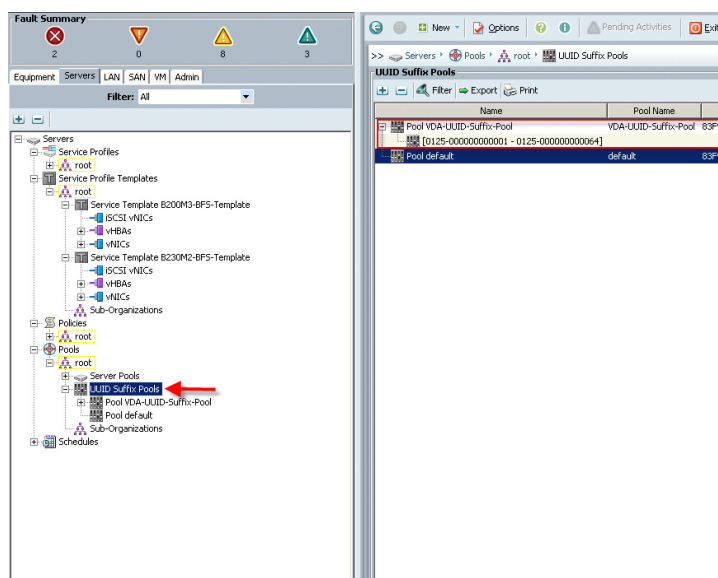 Fault Summary
2 0 8 3
Equipment Servers LAN SAN VM Admin
Filter: All
Servers
Service Profiles
root
Service Profile Templates
root
Service Template B200M3-BFS-Template
iSCSI vNICs
vHBAs
vNICs
Service Template B230M2-BFS-Template
iSCSI vNICs
vHBAs
vNICs
Sub-Organizations
Policies
root
Pools
root
Server Pools
UUID Suffix Pools
Pool VDA-UUID-Suffix-Pool
Pool default
Sub-Organizations
Schedules
New Options Pending Activities Exit
>> Servers Pools root UUID Suffix Pools
UUID Suffix Pools
Filter Export Print
Name Pool Name
Pool VDA-UUID-Suffix-Pool VDA-UUID-Suffix-Pool
[0125-000000000001 - 0125-000000000064]
Pool default default